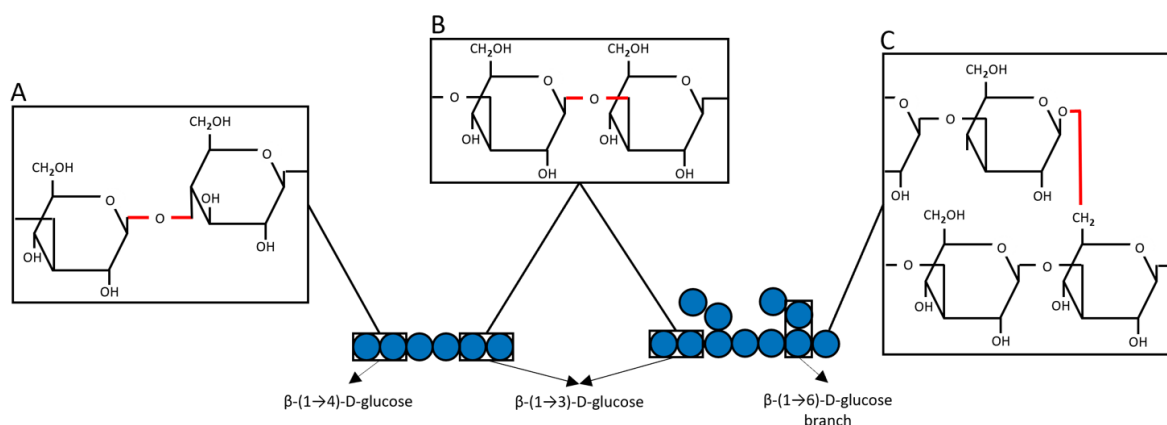 A
CH2OH
O
OH
OH
O
CH2OH
O
OH
OH
B
CH2OH
CH2OH
O
O
O
O
OH
OH
OH
OH
C
CH2OH
O
O
O
O
OH
OH
CH2OH
CH2
O
O
O
O
OH
OH
OH
OH
β-(1→4)-D-glucose
β-(1→3)-D-glucose
β-(1→6)-D-glucose
branch